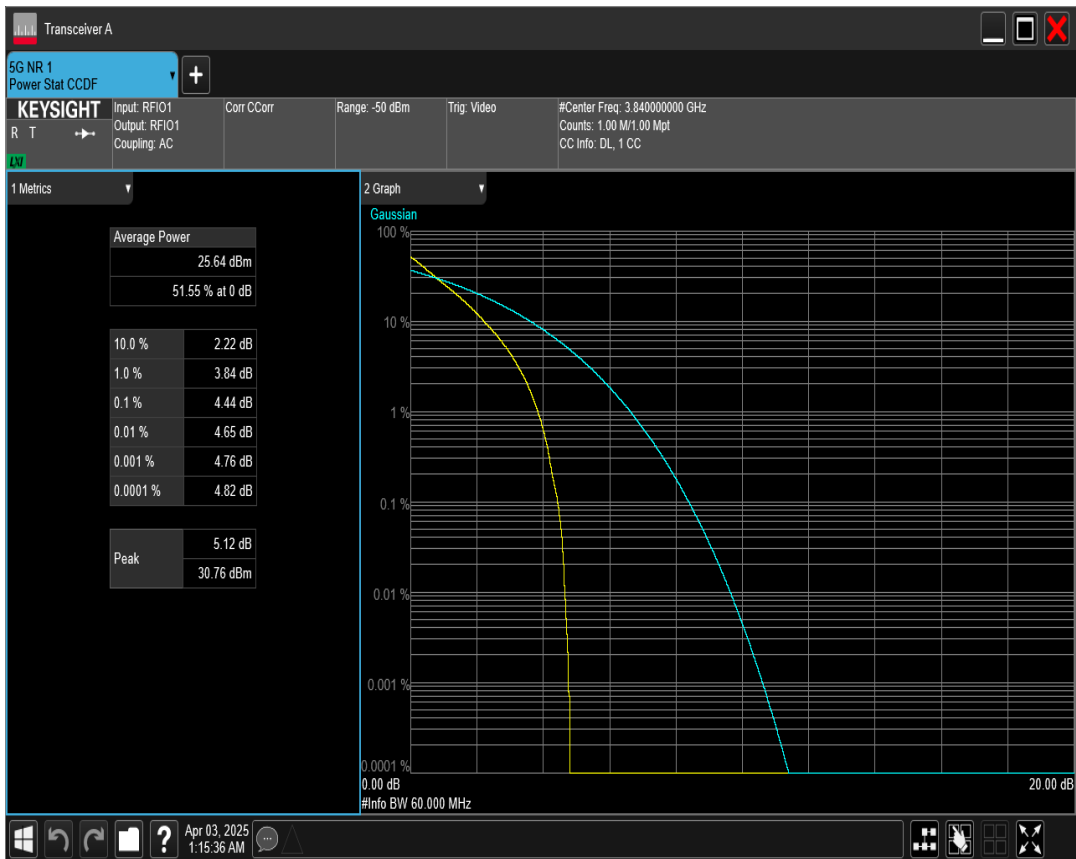 Transceiver A
5G NR 1
Power Stat CCDF
+
KEYSIGHT
R T
LXI
Input: RFIO1
Output: RFIO1
Coupling: AC
Corr CCorr
Range: -50 dBm
Trig: Video
#Center Freq: 3.840000000 GHz
Counts: 1.00 M/1.00 Mpt
CC Info: DL, 1 CC
1 Metrics
Average Power
25.64 dBm
51.55 % at 0 dB
10.0 % 2.22 dB
1.0 % 3.84 dB
0.1 % 4.44 dB
0.01 % 4.65 dB
0.001 % 4.76 dB
0.0001 % 4.82 dB
Peak
5.12 dB
30.76 dBm
2 Graph
Gaussian
100 %
10 %
1 %
0.1 %
0.01 %
0.001 %
0.0001 %
0.00 dB 20.00 dB
#Info BW 60.000 MHz
?
Apr 03, 2025
1:15:36 AM